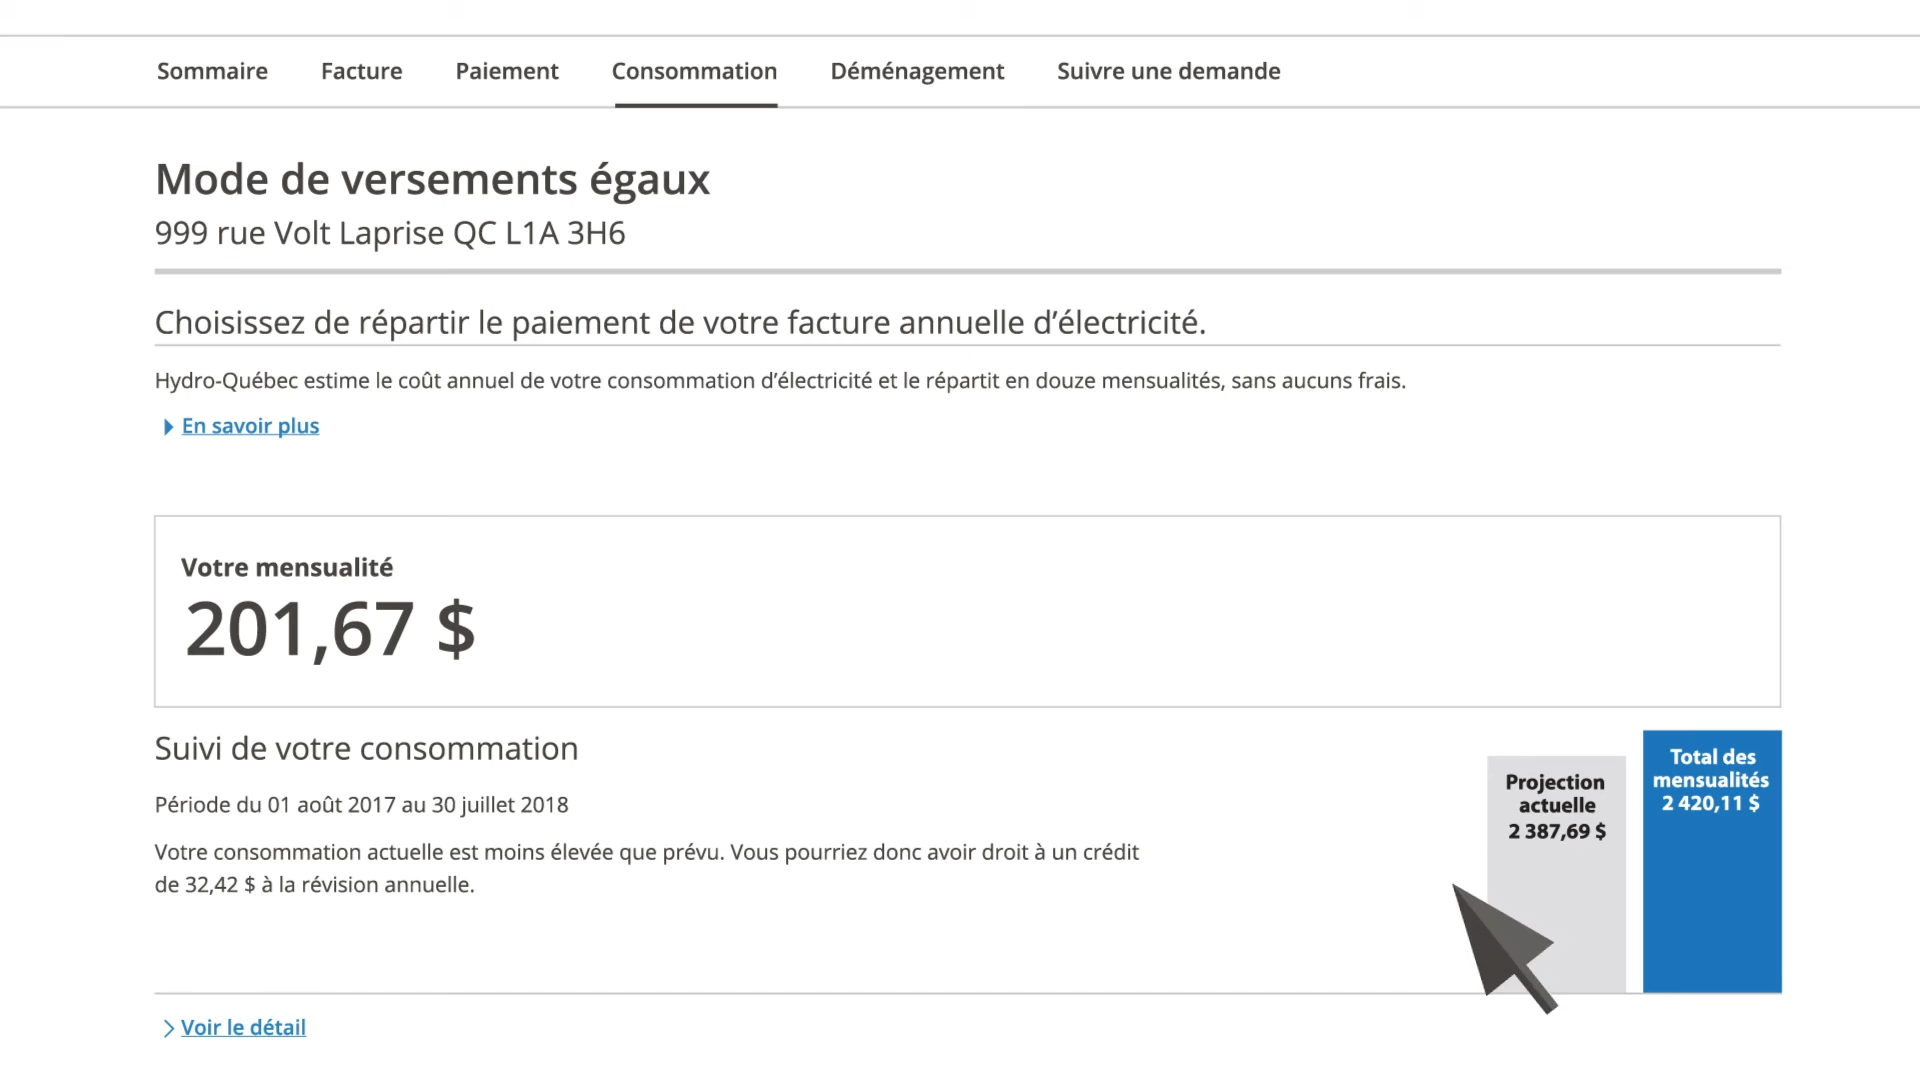 Sommaire Facture Paiement Consommation Déménagement Suivre une demande
Mode de versements égaux
999 rue Volt Laprise QC L1A 3H6
Choisissez de répartir le paiement de votre facture annuelle d’électricité.
Hydro-Québec estime le coût annuel de votre consommation d’électricité et le répartit en douze mensualités, sans aucuns frais.
En savoir plus
Votre mensualité
201,67 $
Suivi de votre consommation
Période du 01 août 2017 au 30 juillet 2018
Votre consommation actuelle est moins élevée que prévu. Vous pourriez donc avoir droit à un crédit
de 32,42 $ à la révision annuelle.
Projection
actuelle
2 387,69 $
Total des
mensualités
2 420,11 $
Voir le détail